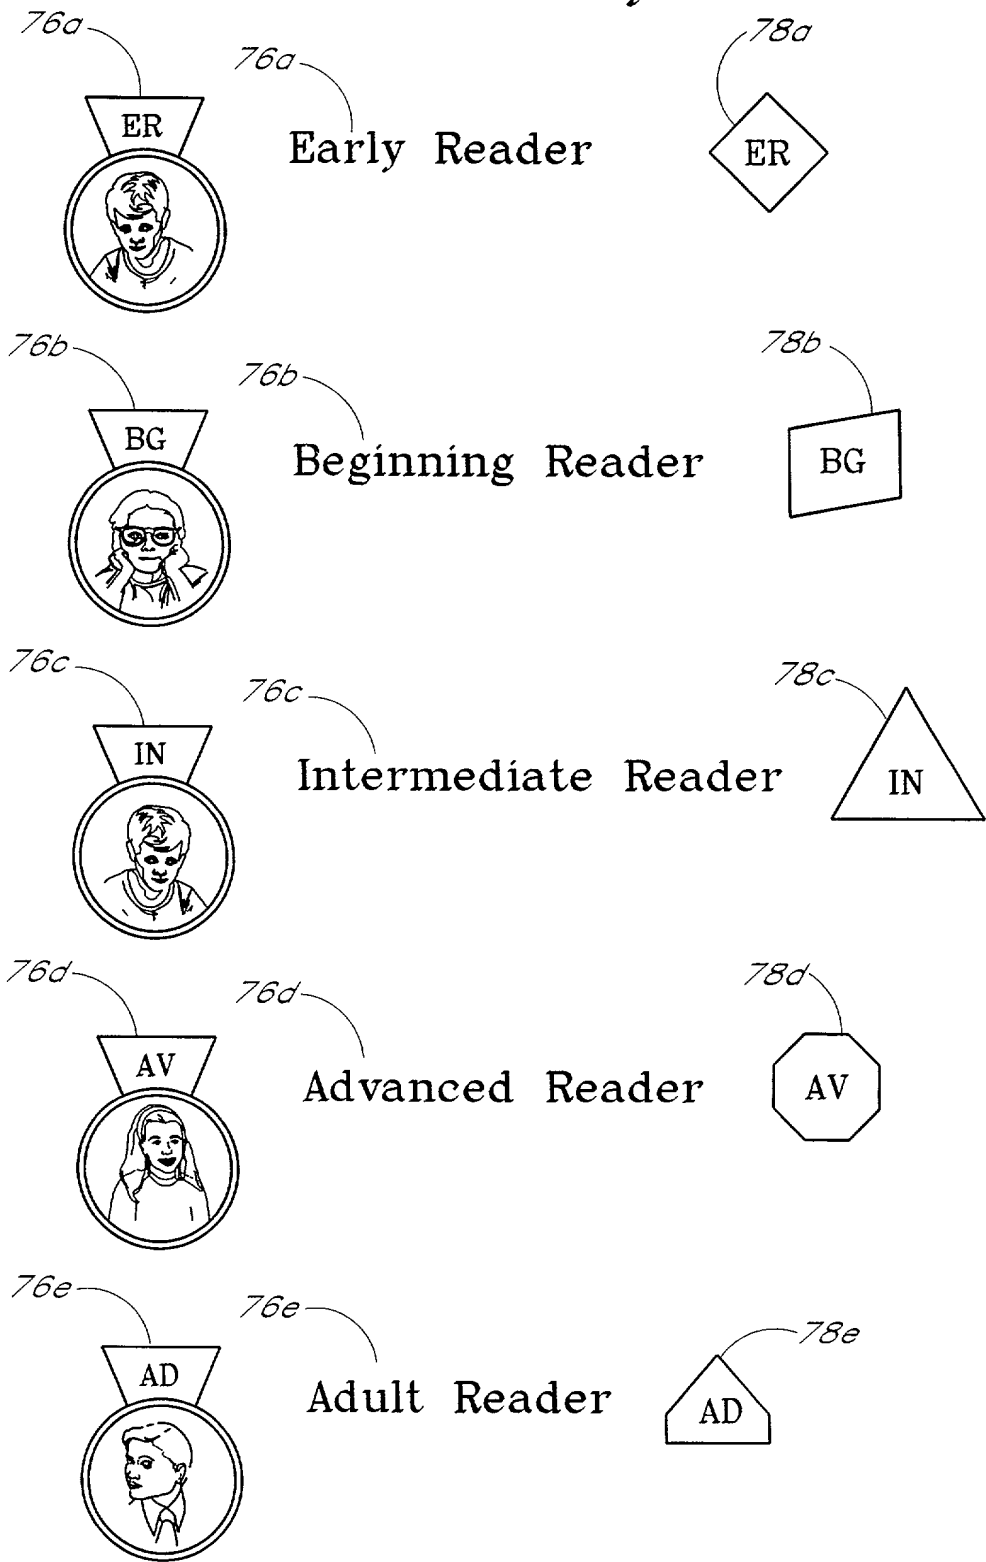 76a
76a
78a
ER
Early Reader
ER
76b
76b
78b
BG
Beginning Reader
BG
76c
76c
78c
IN
Intermediate Reader
IN
76d
76d
78d
AV
Advanced Reader
AV
76e
76e
78e
AD
Adult Reader
AD